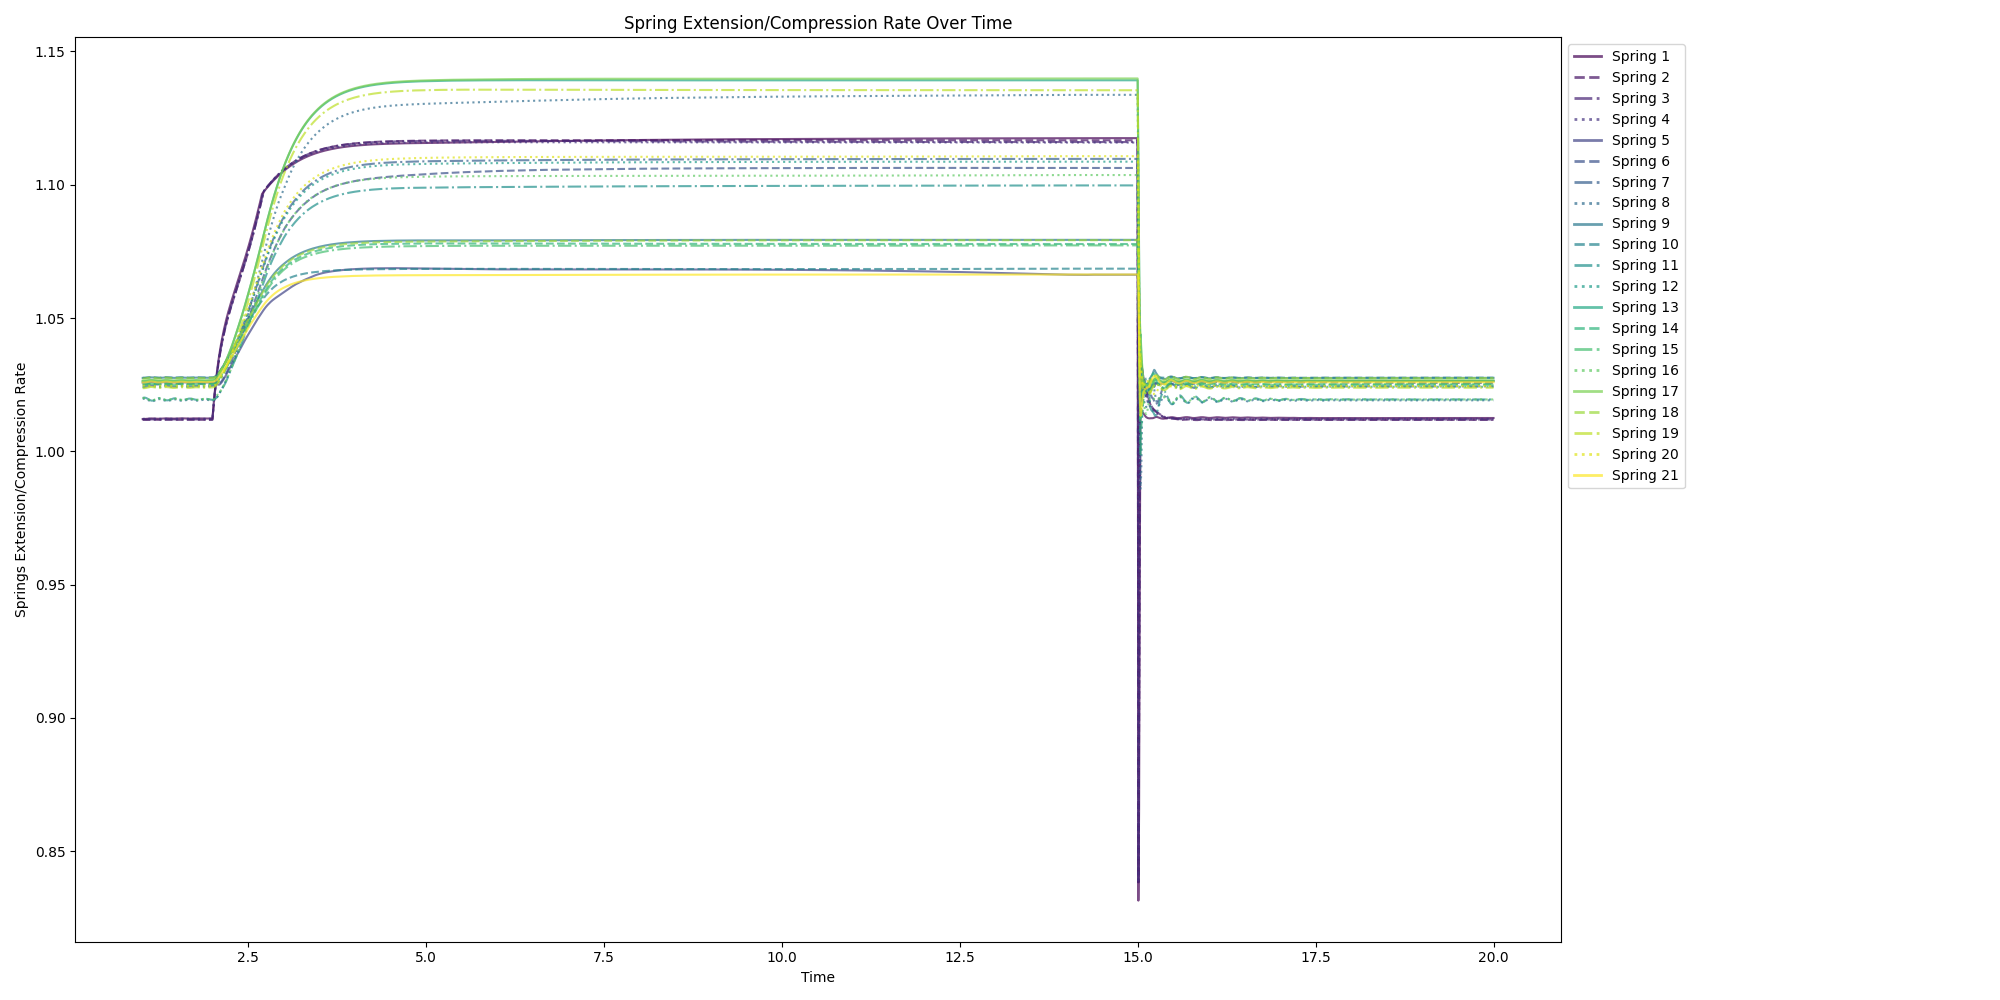 Spring Extension/Compression Rate Over Time
Springs Extension/Compression Rate
1.15
1.10
1.05
1.00
0.95
0.90
0.85
2.5 5.0 7.5 10.0 12.5 15.0 17.5 20.0
Time
Spring 1
Spring 2
Spring 3
Spring 4
Spring 5
Spring 6
Spring 7
Spring 8
Spring 9
Spring 10
Spring 11
Spring 12
Spring 13
Spring 14
Spring 15
Spring 16
Spring 17
Spring 18
Spring 19
Spring 20
Spring 21